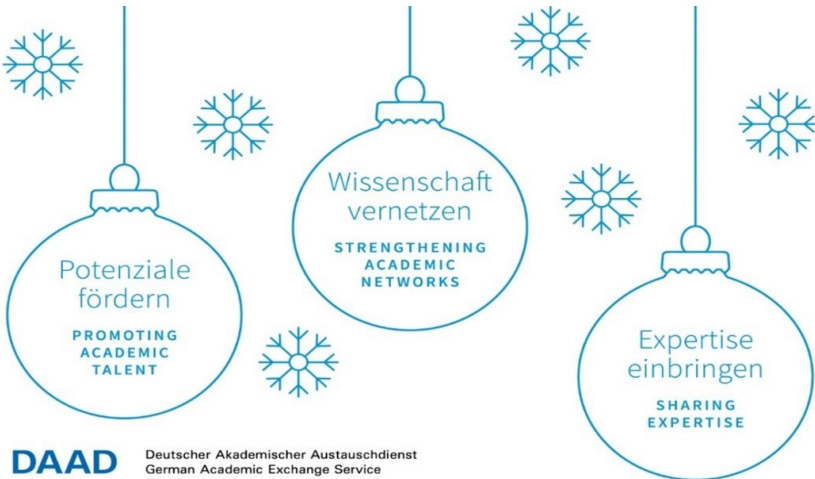 Potenziale
fördern
PROMOTING
ACADEMIC
TALENT
Wissenschaft
vernetzen
STRENGTHENING
ACADEMIC
NETWORKS
Expertise
einbringen
SHARING
EXPERTISE
DAAD
Deutscher Akademischer Austauschdienst
German Academic Exchange Service